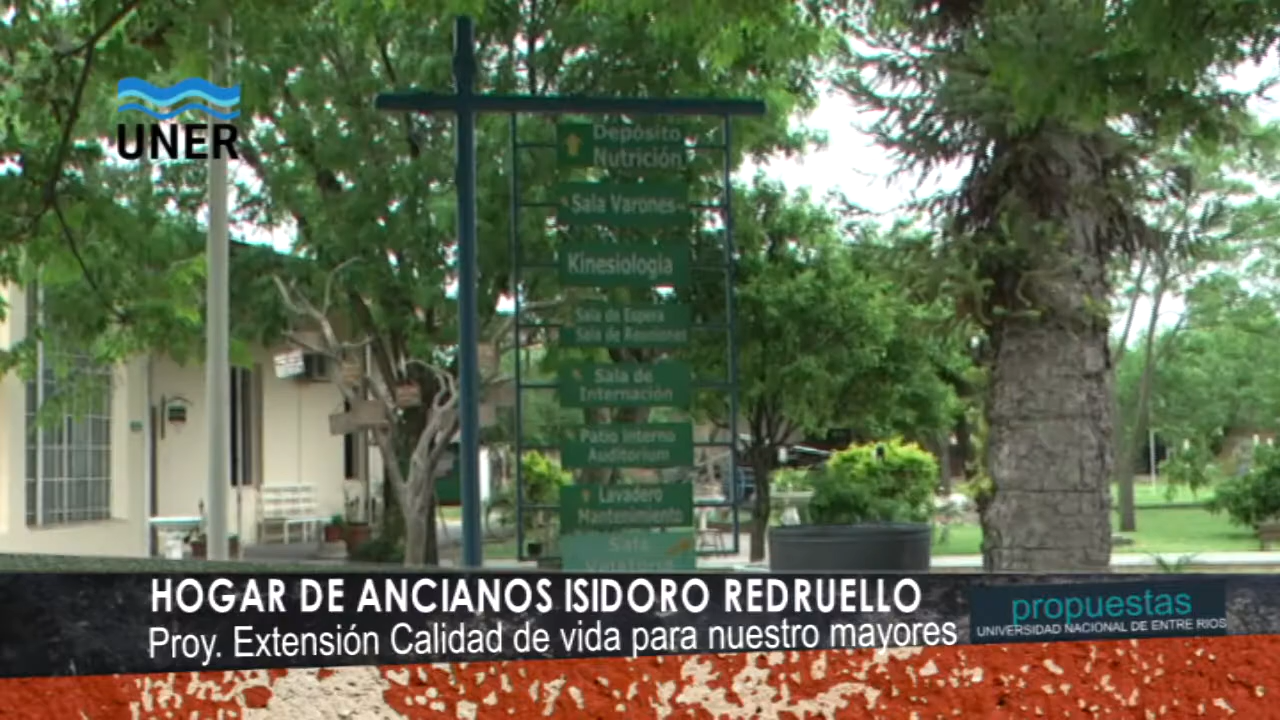 UNER
Depósito
Nutrición
Sala Varones
Kinesiología
Sala de Espera
Sala de Reuniones
Sala de
Internación
Patio Interno
Auditorium
Lavadero
Mantenimiento
Sala
HOGAR DE ANCIANOS ISIDORO REDRUELLO
Proy. Extensión Calidad de vida para nuestro mayores
propuestas
UNIVERSIDAD NACIONAL DE ENTRE RIOS